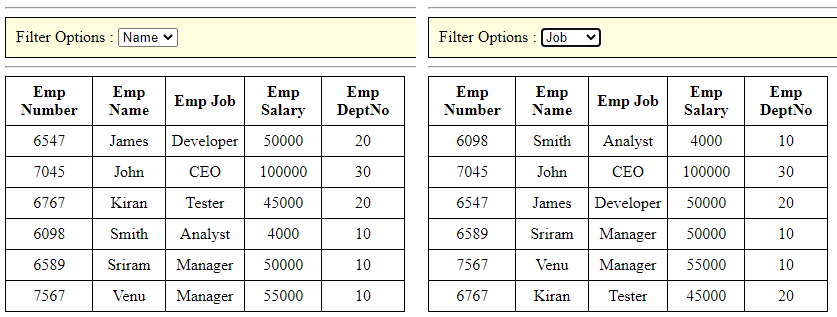 Filter Options : Name
Emp Number Emp Name Emp Job Emp Salary Emp DeptNo
6547 James Developer 50000 20
7045 John CEO 100000 30
6767 Kiran Tester 45000 20
6098 Smith Analyst 4000 10
6589 Sriram Manager 50000 10
7567 Venu Manager 55000 10
Filter Options : Job
Emp Number Emp Name Emp Job Emp Salary Emp DeptNo
6098 Smith Analyst 4000 10
7045 John CEO 100000 30
6547 James Developer 50000 20
6589 Sriram Manager 50000 10
7567 Venu Manager 55000 10
6767 Kiran Tester 45000 20